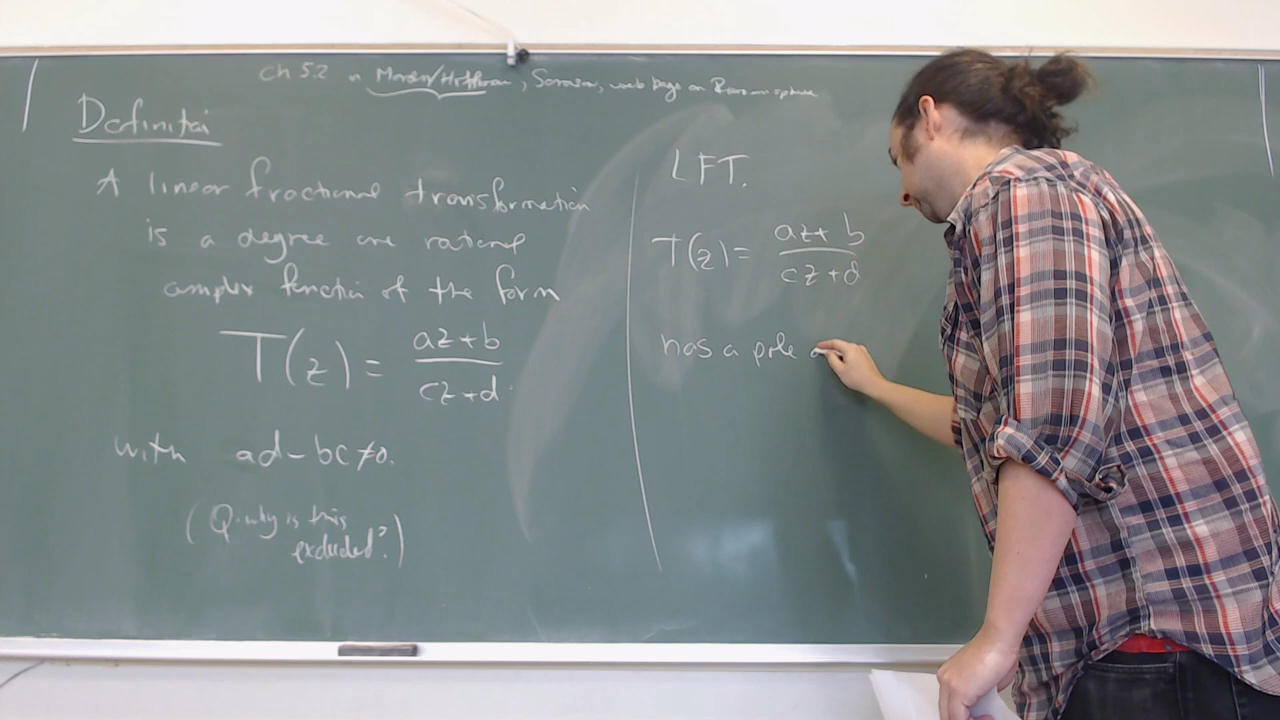 ch 5.2 in Marsden/Hoffman, Sarason, web page on Riemann sphere
Definition
A linear fractional transformation
is a degree one rational
complex function of the form
T(z) = az+b / cz+d
with ad-bc≠0.
(Q: why is this
excluded?)
LFT.
T(z) = az+b / cz+d
has a pole a